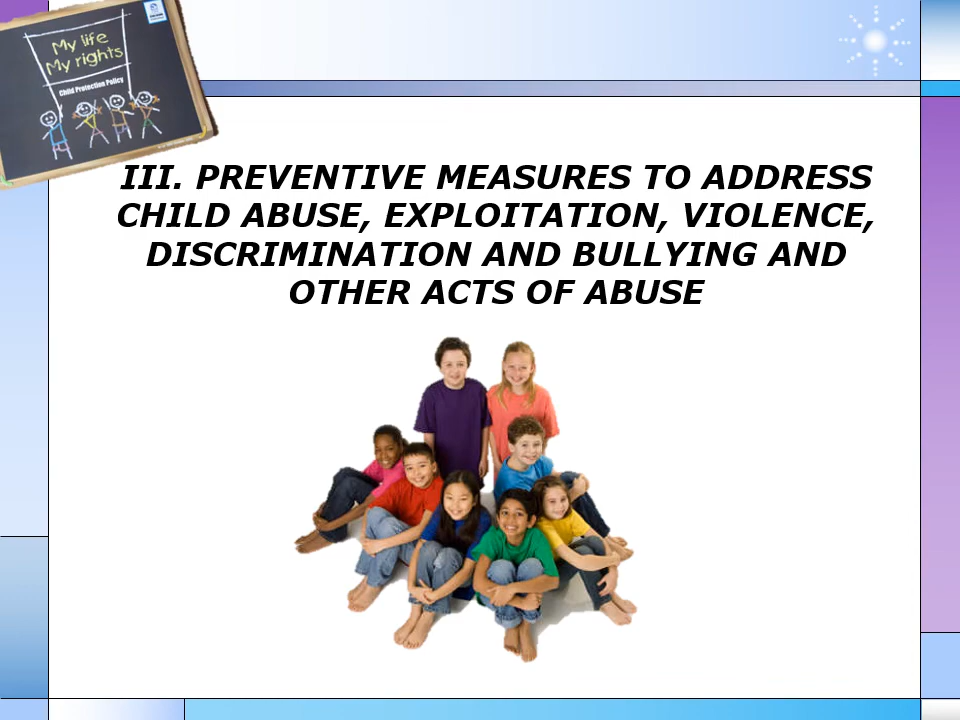 My life
My rights
Child Protection Policy
III. PREVENTIVE MEASURES TO ADDRESS
CHILD ABUSE, EXPLOITATION, VIOLENCE,
DISCRIMINATION AND BULLYING AND
OTHER ACTS OF ABUSE